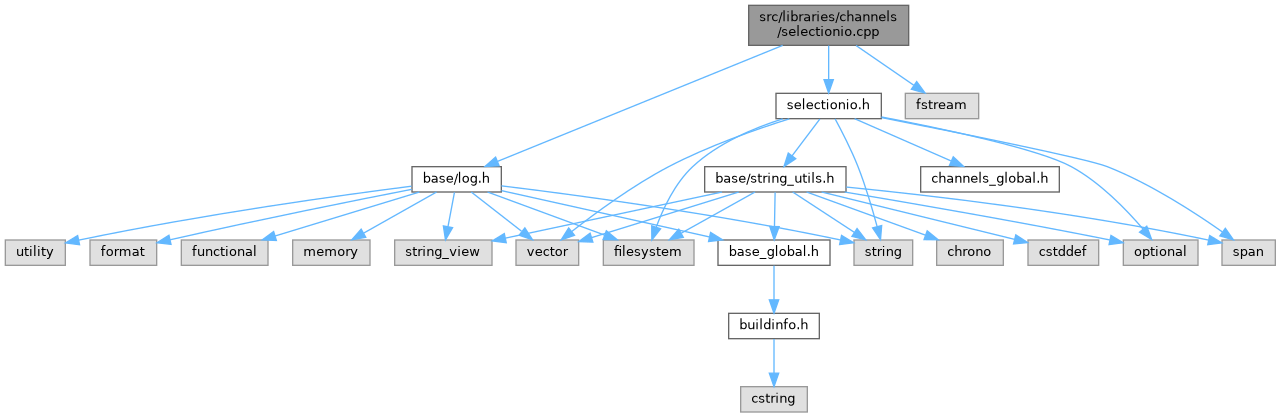 src/libraries/channels
/selectionio.cpp
selectionio.h
fstream
base/log.h
base/string_utils.h
channels_global.h
utility
format
functional
memory
string_view
vector
filesystem
base_global.h
string
chrono
cstddef
optional
span
buildinfo.h
cstring